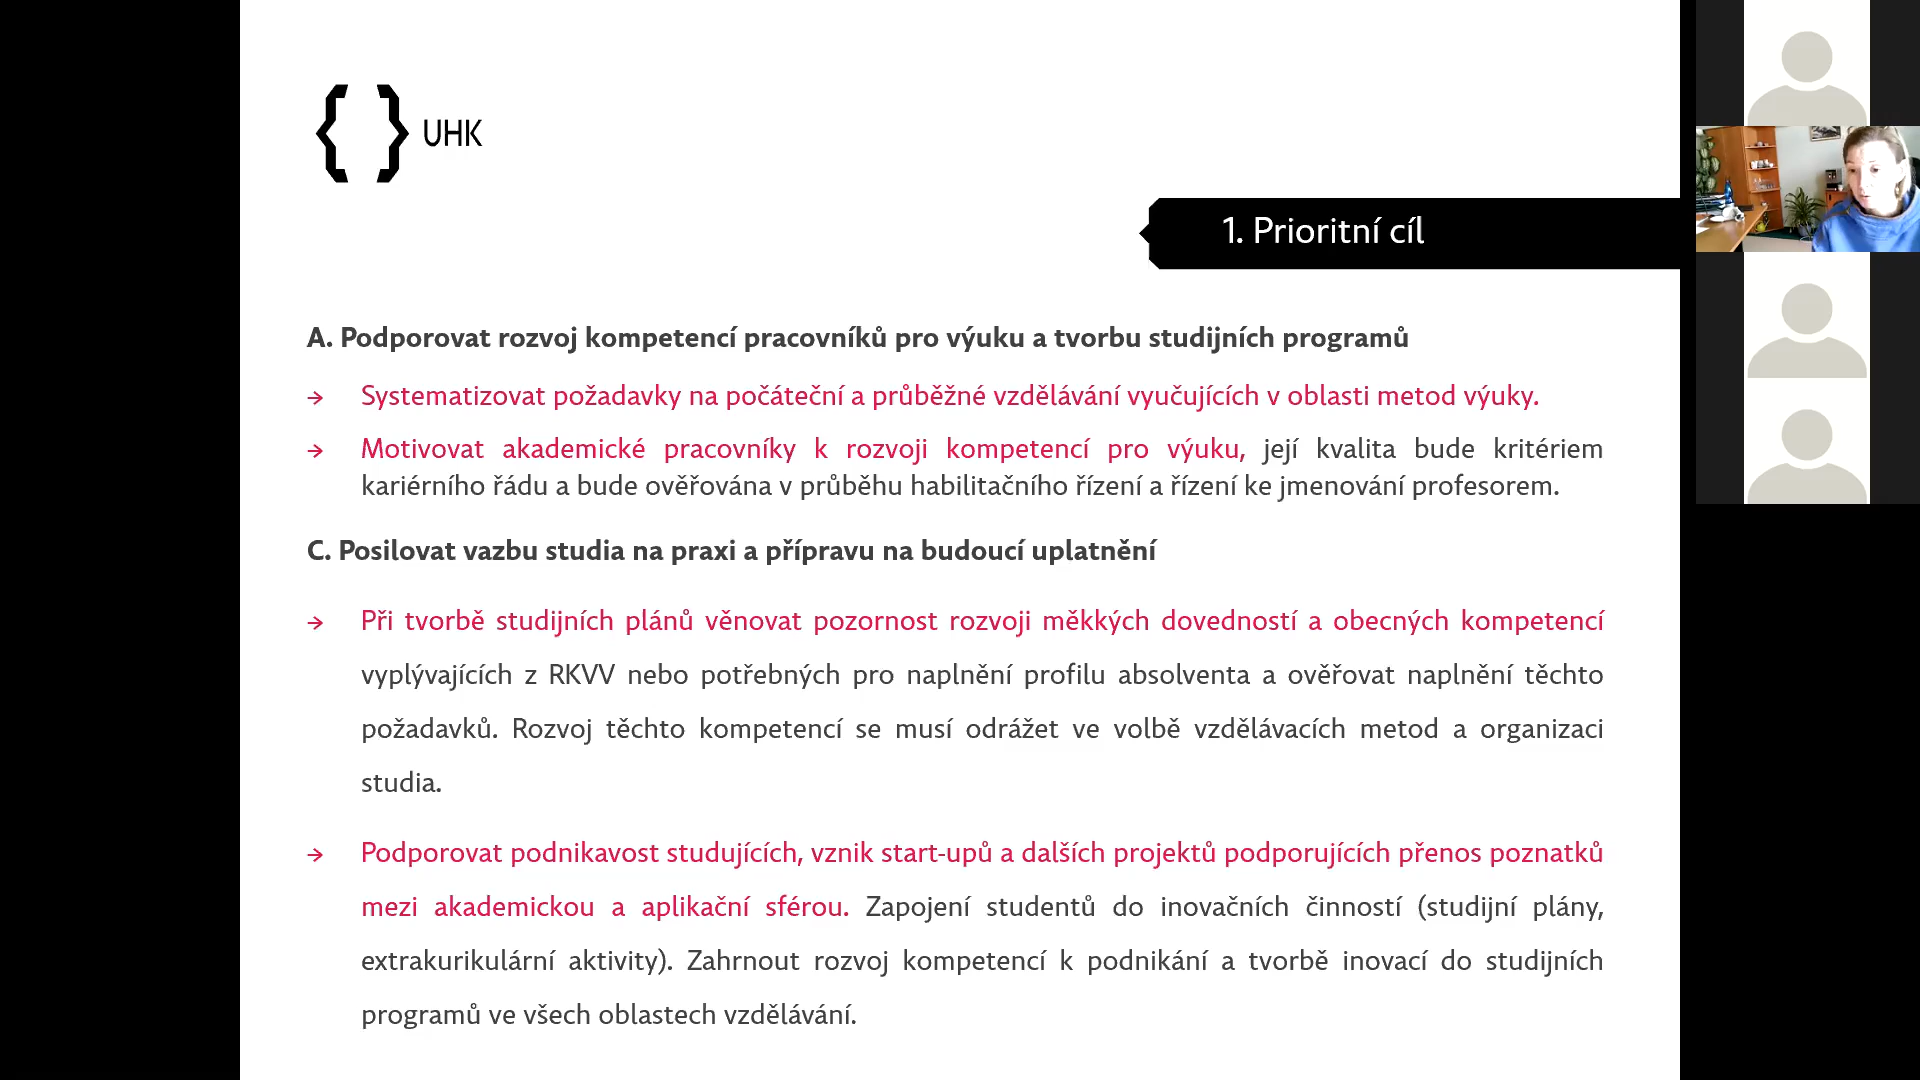 UHK
1. Prioritní cíl
A. Podporovat rozvoj kompetencí pracovníků pro výuku a tvorbu studijních programů
→ Systematizovat požadavky na počáteční a průběžné vzdělávání vyučujících v oblasti metod výuky.
→ Motivovat akademické pracovníky k rozvoji kompetencí pro výuku, její kvalita bude kritériem
kariérního řádu a bude ověřována v průběhu habilitačního řízení a řízení ke jmenování profesorem.
C. Posilovat vazbu studia na praxi a přípravu na budoucí uplatnění
→ Při tvorbě studijních plánů věnovat pozornost rozvoji měkkých dovedností a obecných kompetencí
vyplývajících z RKVV nebo potřebných pro naplnění profilu absolventa a ověřovat naplnění těchto
požadavků. Rozvoj těchto kompetencí se musí odrážet ve volbě vzdělávacích metod a organizaci
studia.
→ Podporovat podnikavost studujících, vznik start-upů a dalších projektů podporujících přenos poznatků
mezi akademickou a aplikační sférou. Zapojení studentů do inovačních činností (studijní plány,
extrakurikulární aktivity). Zahrnout rozvoj kompetencí k podnikání a tvorbě inovací do studijních
programů ve všech oblastech vzdělávání.